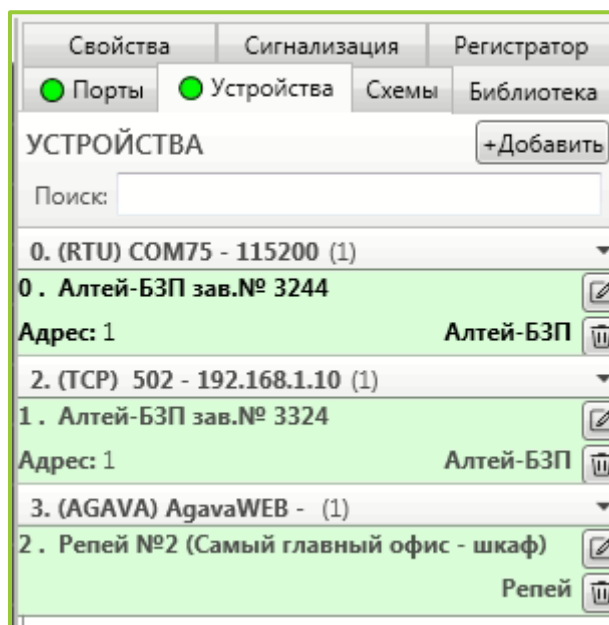 Свойства Сигнализация Регистратор
Порты Устройства Схемы Библиотека
УСТРОЙСТВА +Добавить
Поиск:
0. (RTU) COM75 - 115200 (1)
0 . Алтей-БЗП зав.№ 3244
Адрес: 1 Алтей-БЗП
2. (TCP) 502 - 192.168.1.10 (1)
1 . Алтей-БЗП зав.№ 3324
Адрес: 1 Алтей-БЗП
3. (AGAVA) AgavaWEB - (1)
2 . Репей №2 (Самый главный офис - шкаф)
Репей